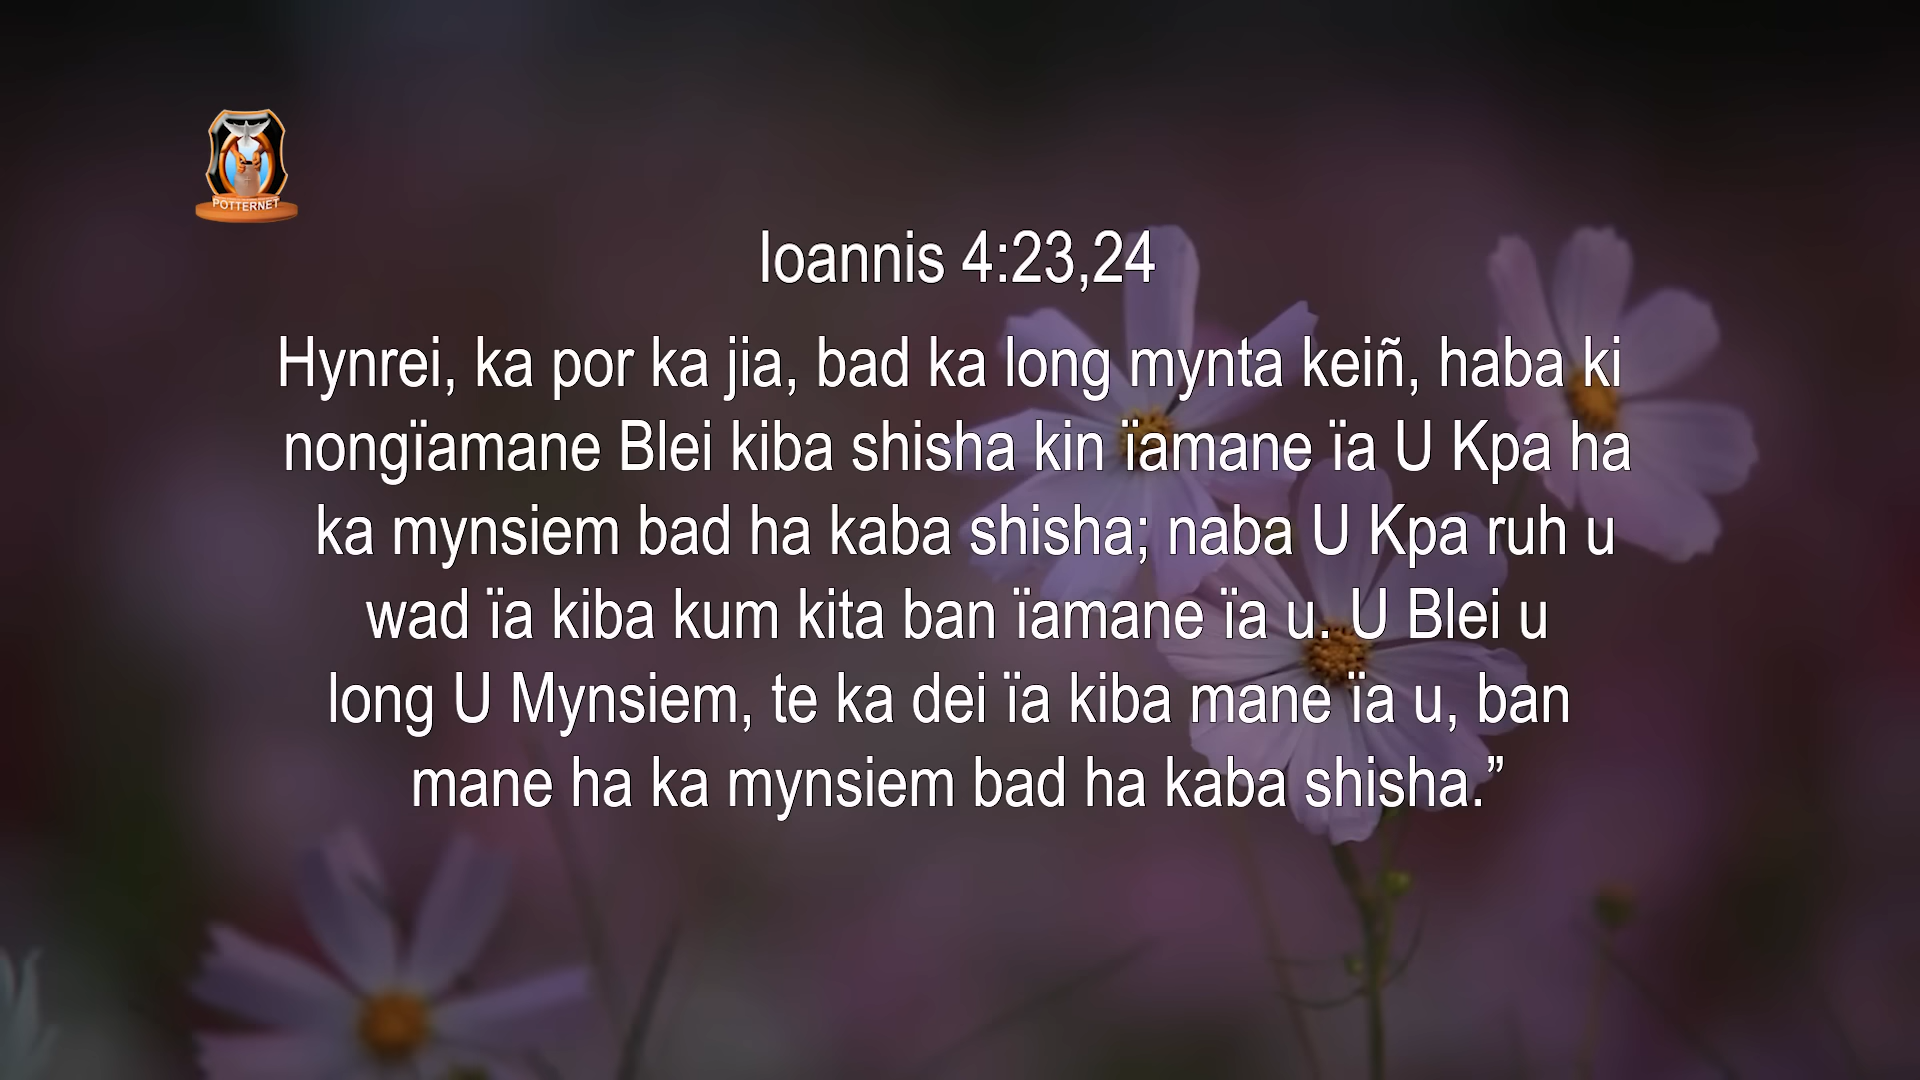 POTTERNET
Ioannis 4:23,24
Hynrei, ka por ka jia, bad ka long mynta keiñ, haba ki
nongïamane Blei kiba shisha kin ïamane ïa U Kpa ha
ka mynsiem bad ha kaba shisha; naba U Kpa ruh u
wad ïa kiba kum kita ban ïamane ïa u. U Blei u
long U Mynsiem, te ka dei ïa kiba mane ïa u, ban
mane ha ka mynsiem bad ha kaba shisha.”